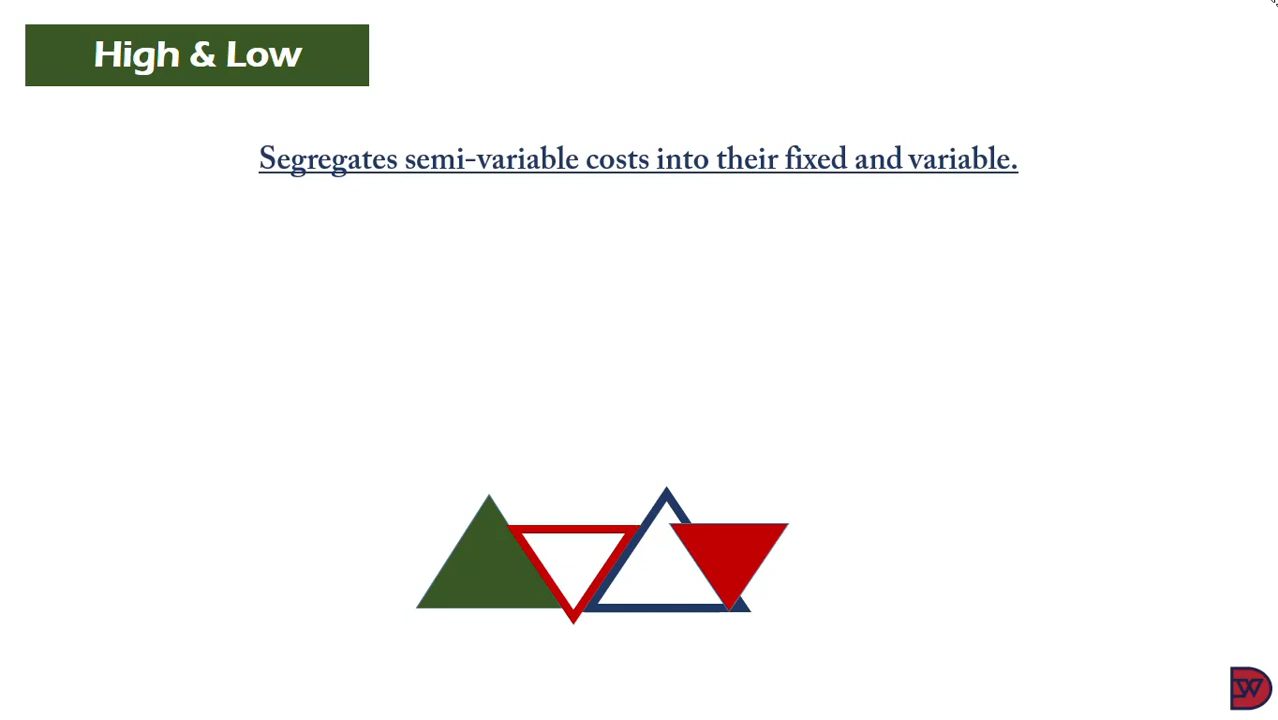 High & Low
Segregates semi-variable costs into their fixed and variable.